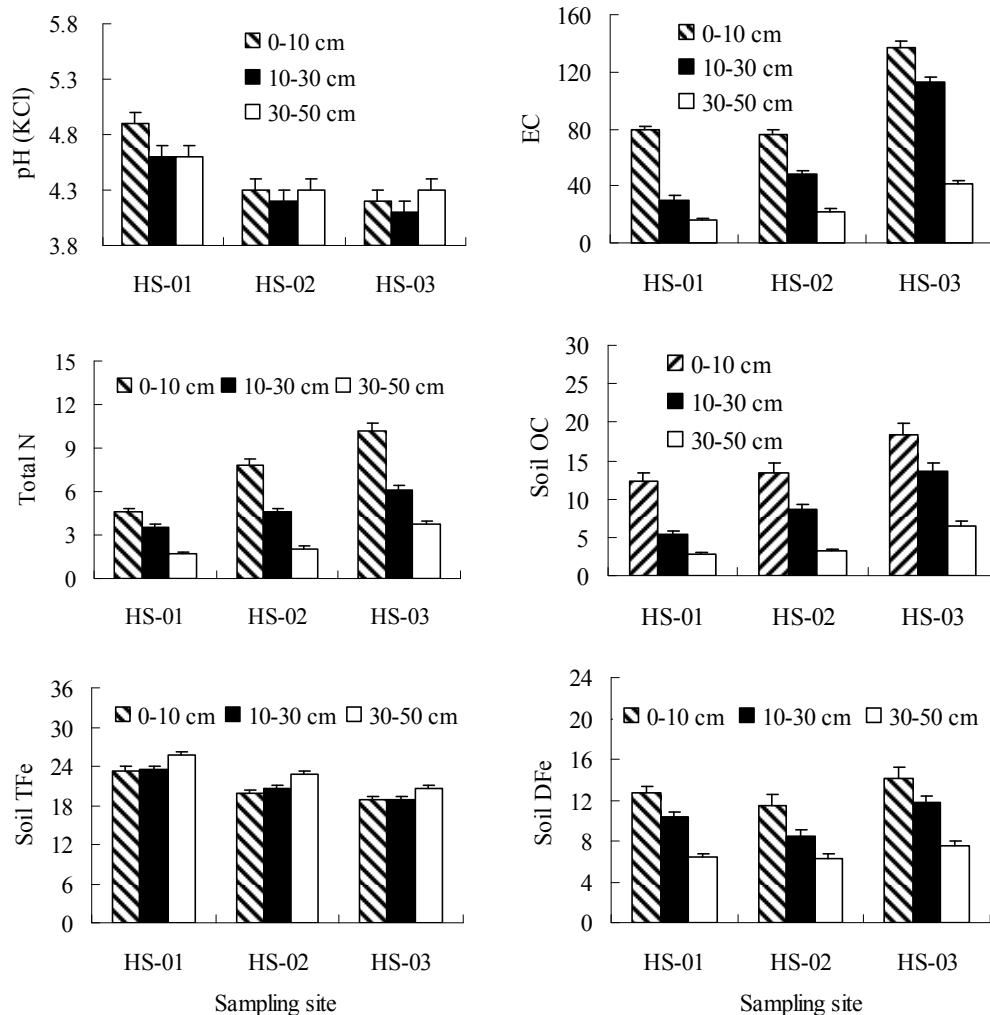 5.8
5.3
4.8
4.3
3.8
pH (KCl)
0-10 cm
10-30 cm
30-50 cm
HS-01 HS-02 HS-03
160
120
80
40
0
EC
0-10 cm
10-30 cm
30-50 cm
HS-01 HS-02 HS-03
15
12
9
6
3
0
Total N
0-10 cm 10-30 cm 30-50 cm
HS-01 HS-02 HS-03
30
25
20
15
10
5
0
Soil OC
0-10 cm
10-30 cm
30-50 cm
HS-01 HS-02 HS-03
36
30
24
18
12
6
0
Soil TFe
0-10 cm 10-30 cm 30-50 cm
HS-01 HS-02 HS-03
Sampling site
24
20
16
12
8
4
0
Soil DFe
0-10 cm 10-30 cm 30-50 cm
HS-01 HS-02 HS-03
Sampling site